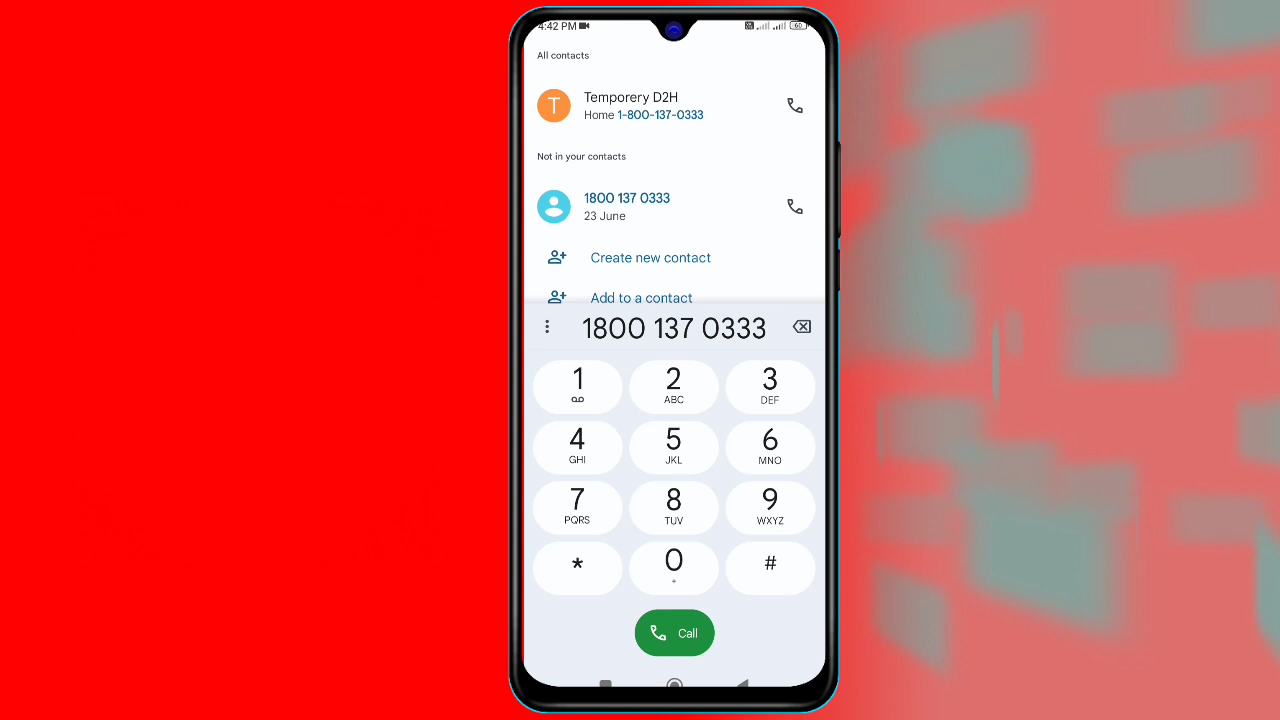 4:42 PM
60
All contacts
T
Temporery D2H
Home 1-800-137-0333
Not in your contacts
1800 137 0333
23 June
Create new contact
Add to a contact
1800 137 0333
1 2 3
ABC DEF
4 5 6
GHI JKL MNO
7 8 9
PQRS TUV WXYZ
* 0 #
+
Call